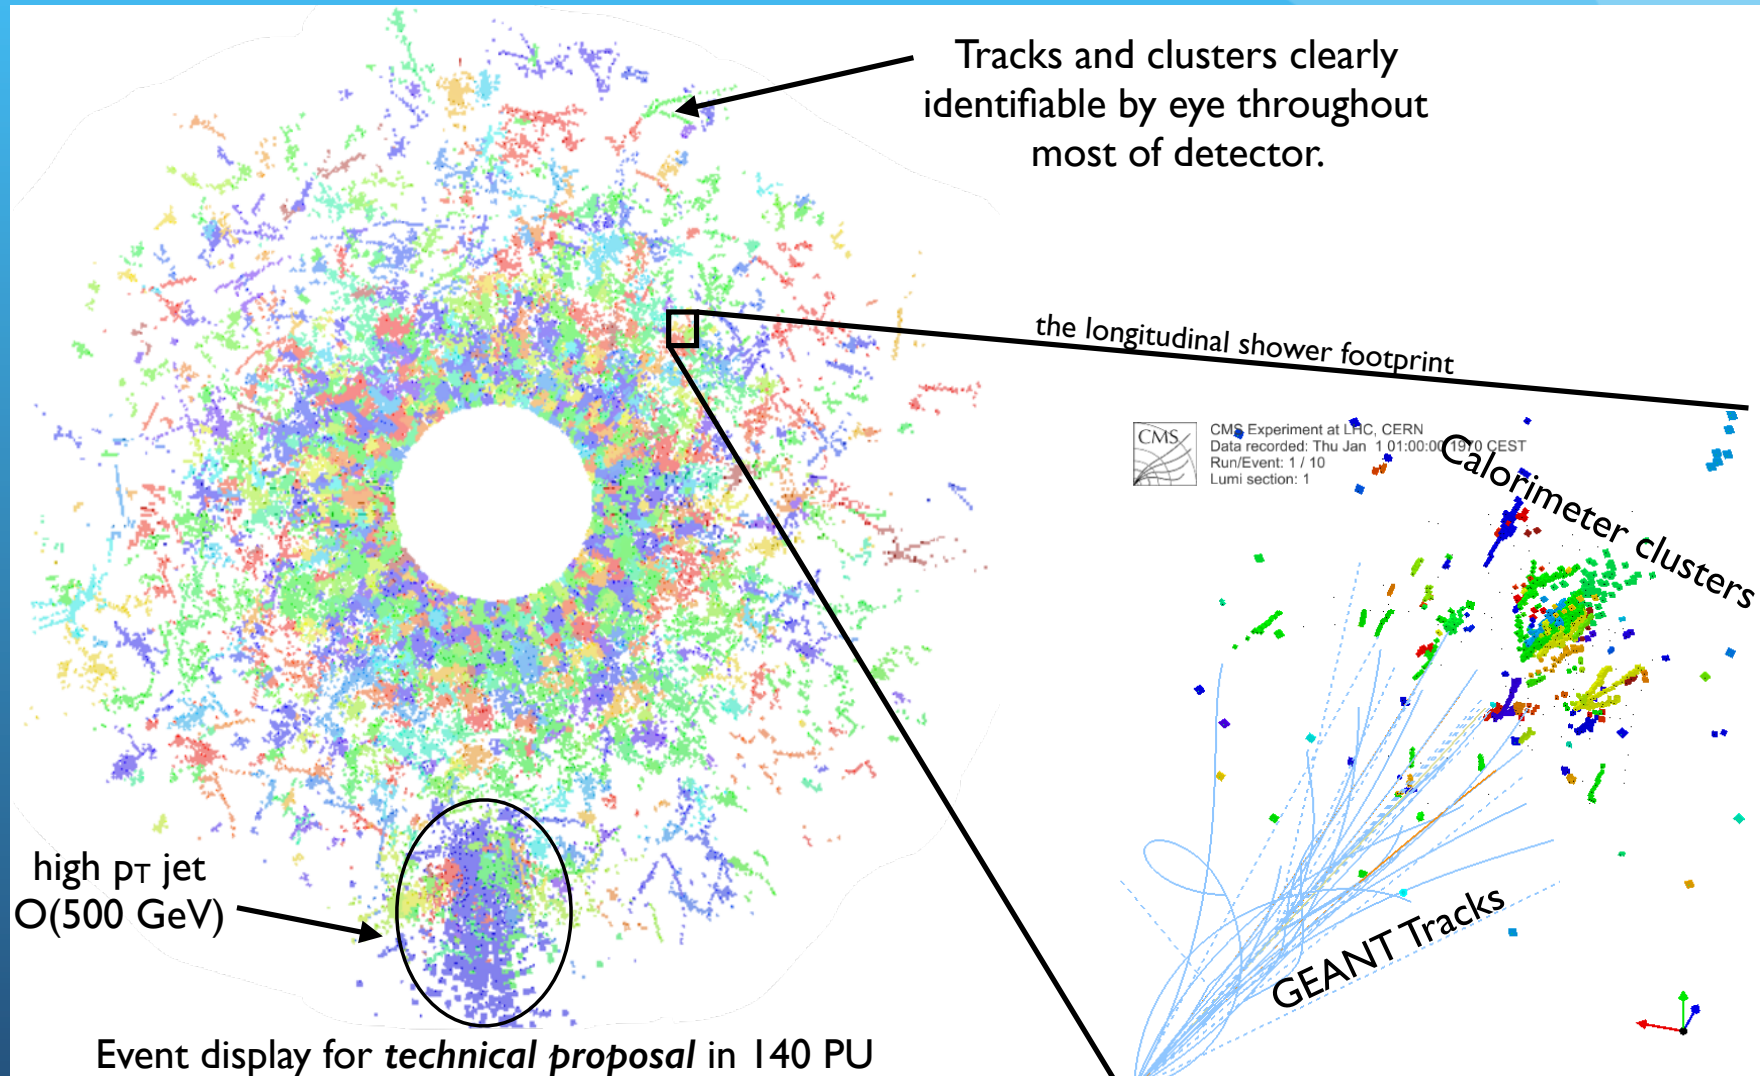 Tracks and clusters clearly
identifiable by eye throughout
most of detector.
the longitudinal shower footprint
CMS
CMS Experiment at LHC, CERN
Data recorded: Thu Jan 1 01:00:00 1970 CEST
Run/Event: 1 / 10
Lumi section: 1
Calorimeter clusters
high pT jet
O(500 GeV)
GEANT Tracks
Event display for technical proposal in 140 PU